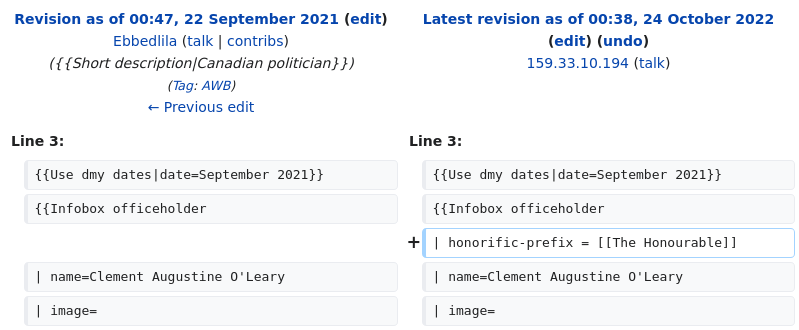 Revision as of 00:47, 22 September 2021 (edit)
Ebbedlila (talk | contribs)
({{Short description|Canadian politician}})
(Tag: AWB)
← Previous edit
Latest revision as of 00:38, 24 October 2022
(edit) (undo)
159.33.10.194 (talk)
Line 3:
{{Use dmy dates|date=September 2021}}
{{Infobox officeholder
| name=Clement Augustine O'Leary
| image=
Line 3:
{{Use dmy dates|date=September 2021}}
{{Infobox officeholder
+ | honorific-prefix = [[The Honourable]]
| name=Clement Augustine O'Leary
| image=